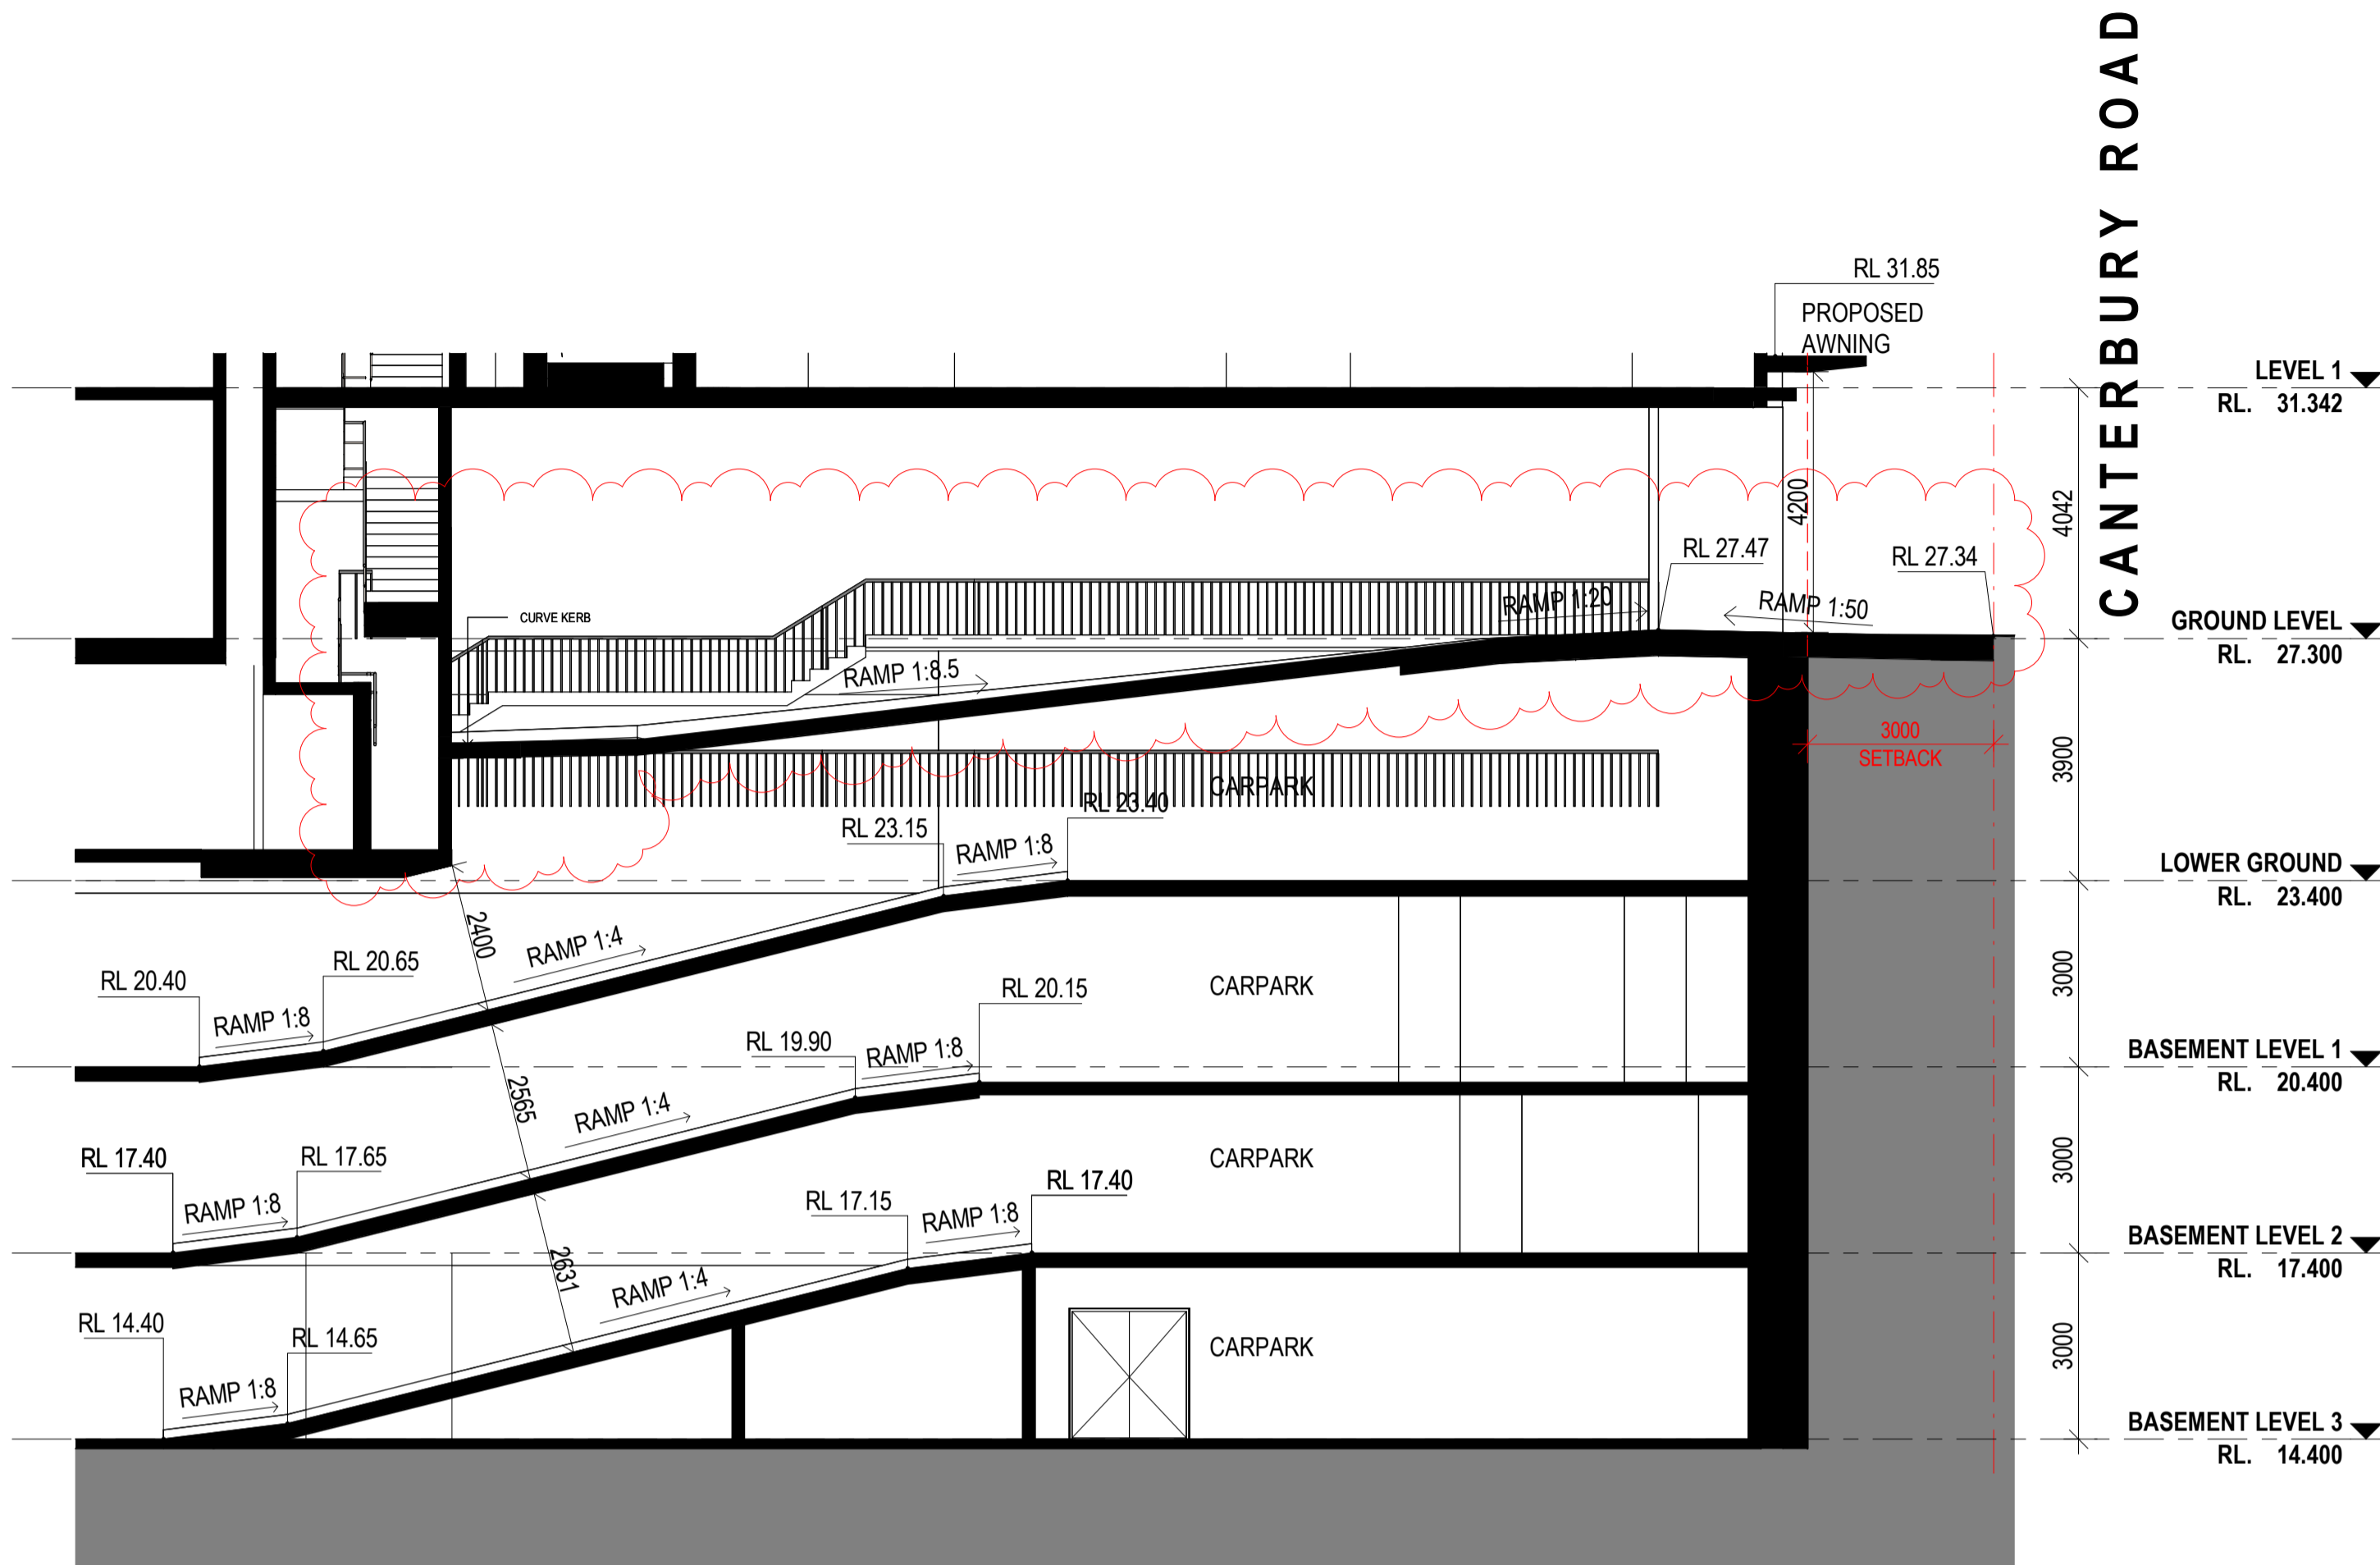 CANTERBURY ROAD
RL 31.85
PROPOSED
AWNING
LEVEL 1
RL. 31.342
4200
4042
RL 27.47
RL 27.34
RAMP 1:20
RAMP 1:50
CURVE KERB
GROUND LEVEL
RL. 27.300
RAMP 1:8.5
3000
SETBACK
3900
CARPARK
RL 23.40
RL 23.15
RAMP 1:8
LOWER GROUND
RL. 23.400
2400
RAMP 1:4
RL 20.65
RL 20.40
RAMP 1:8
CARPARK
RL 20.15
3000
RL 19.90
RAMP 1:8
BASEMENT LEVEL 1
RL. 20.400
2565
RAMP 1:4
RL 17.40
RL 17.65
RAMP 1:8
CARPARK
3000
RL 17.40
RL 17.15
RAMP 1:8
BASEMENT LEVEL 2
RL. 17.400
2631
RAMP 1:4
RL 14.40
RL 14.65
RAMP 1:8
CARPARK
3000
BASEMENT LEVEL 3
RL. 14.400